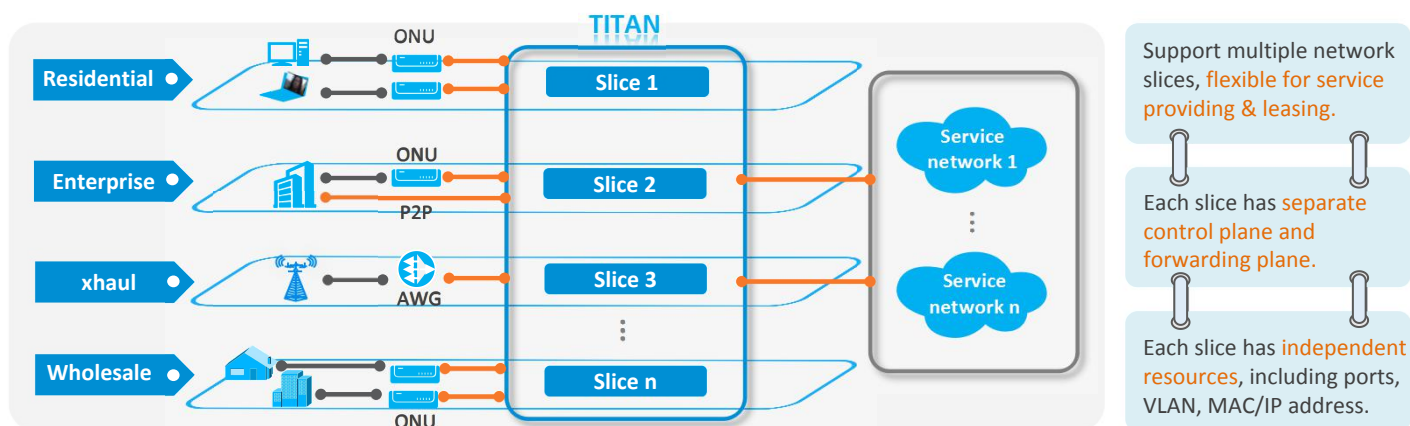 TITAN
Residential
ONU
Slice 1
Enterprise
ONU
P2P
Slice 2
xhaul
AWG
Slice 3
Wholesale
ONU
Slice n
Service
network 1
Service
network n
Support multiple network
slices, flexible for service
providing & leasing.
Each slice has separate
control plane and
forwarding plane.
Each slice has independent
resources, including ports,
VLAN, MAC/IP address.